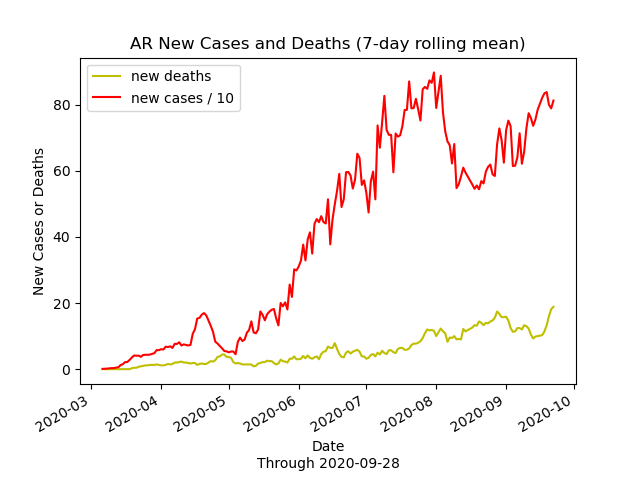 AR New Cases and Deaths (7-day rolling mean)
new deaths
new cases / 10
80
60
40
20
0
New Cases or Deaths
2020-03
2020-04
2020-05
2020-06
2020-07
2020-08
2020-09
2020-10
Date
Through 2020-09-28